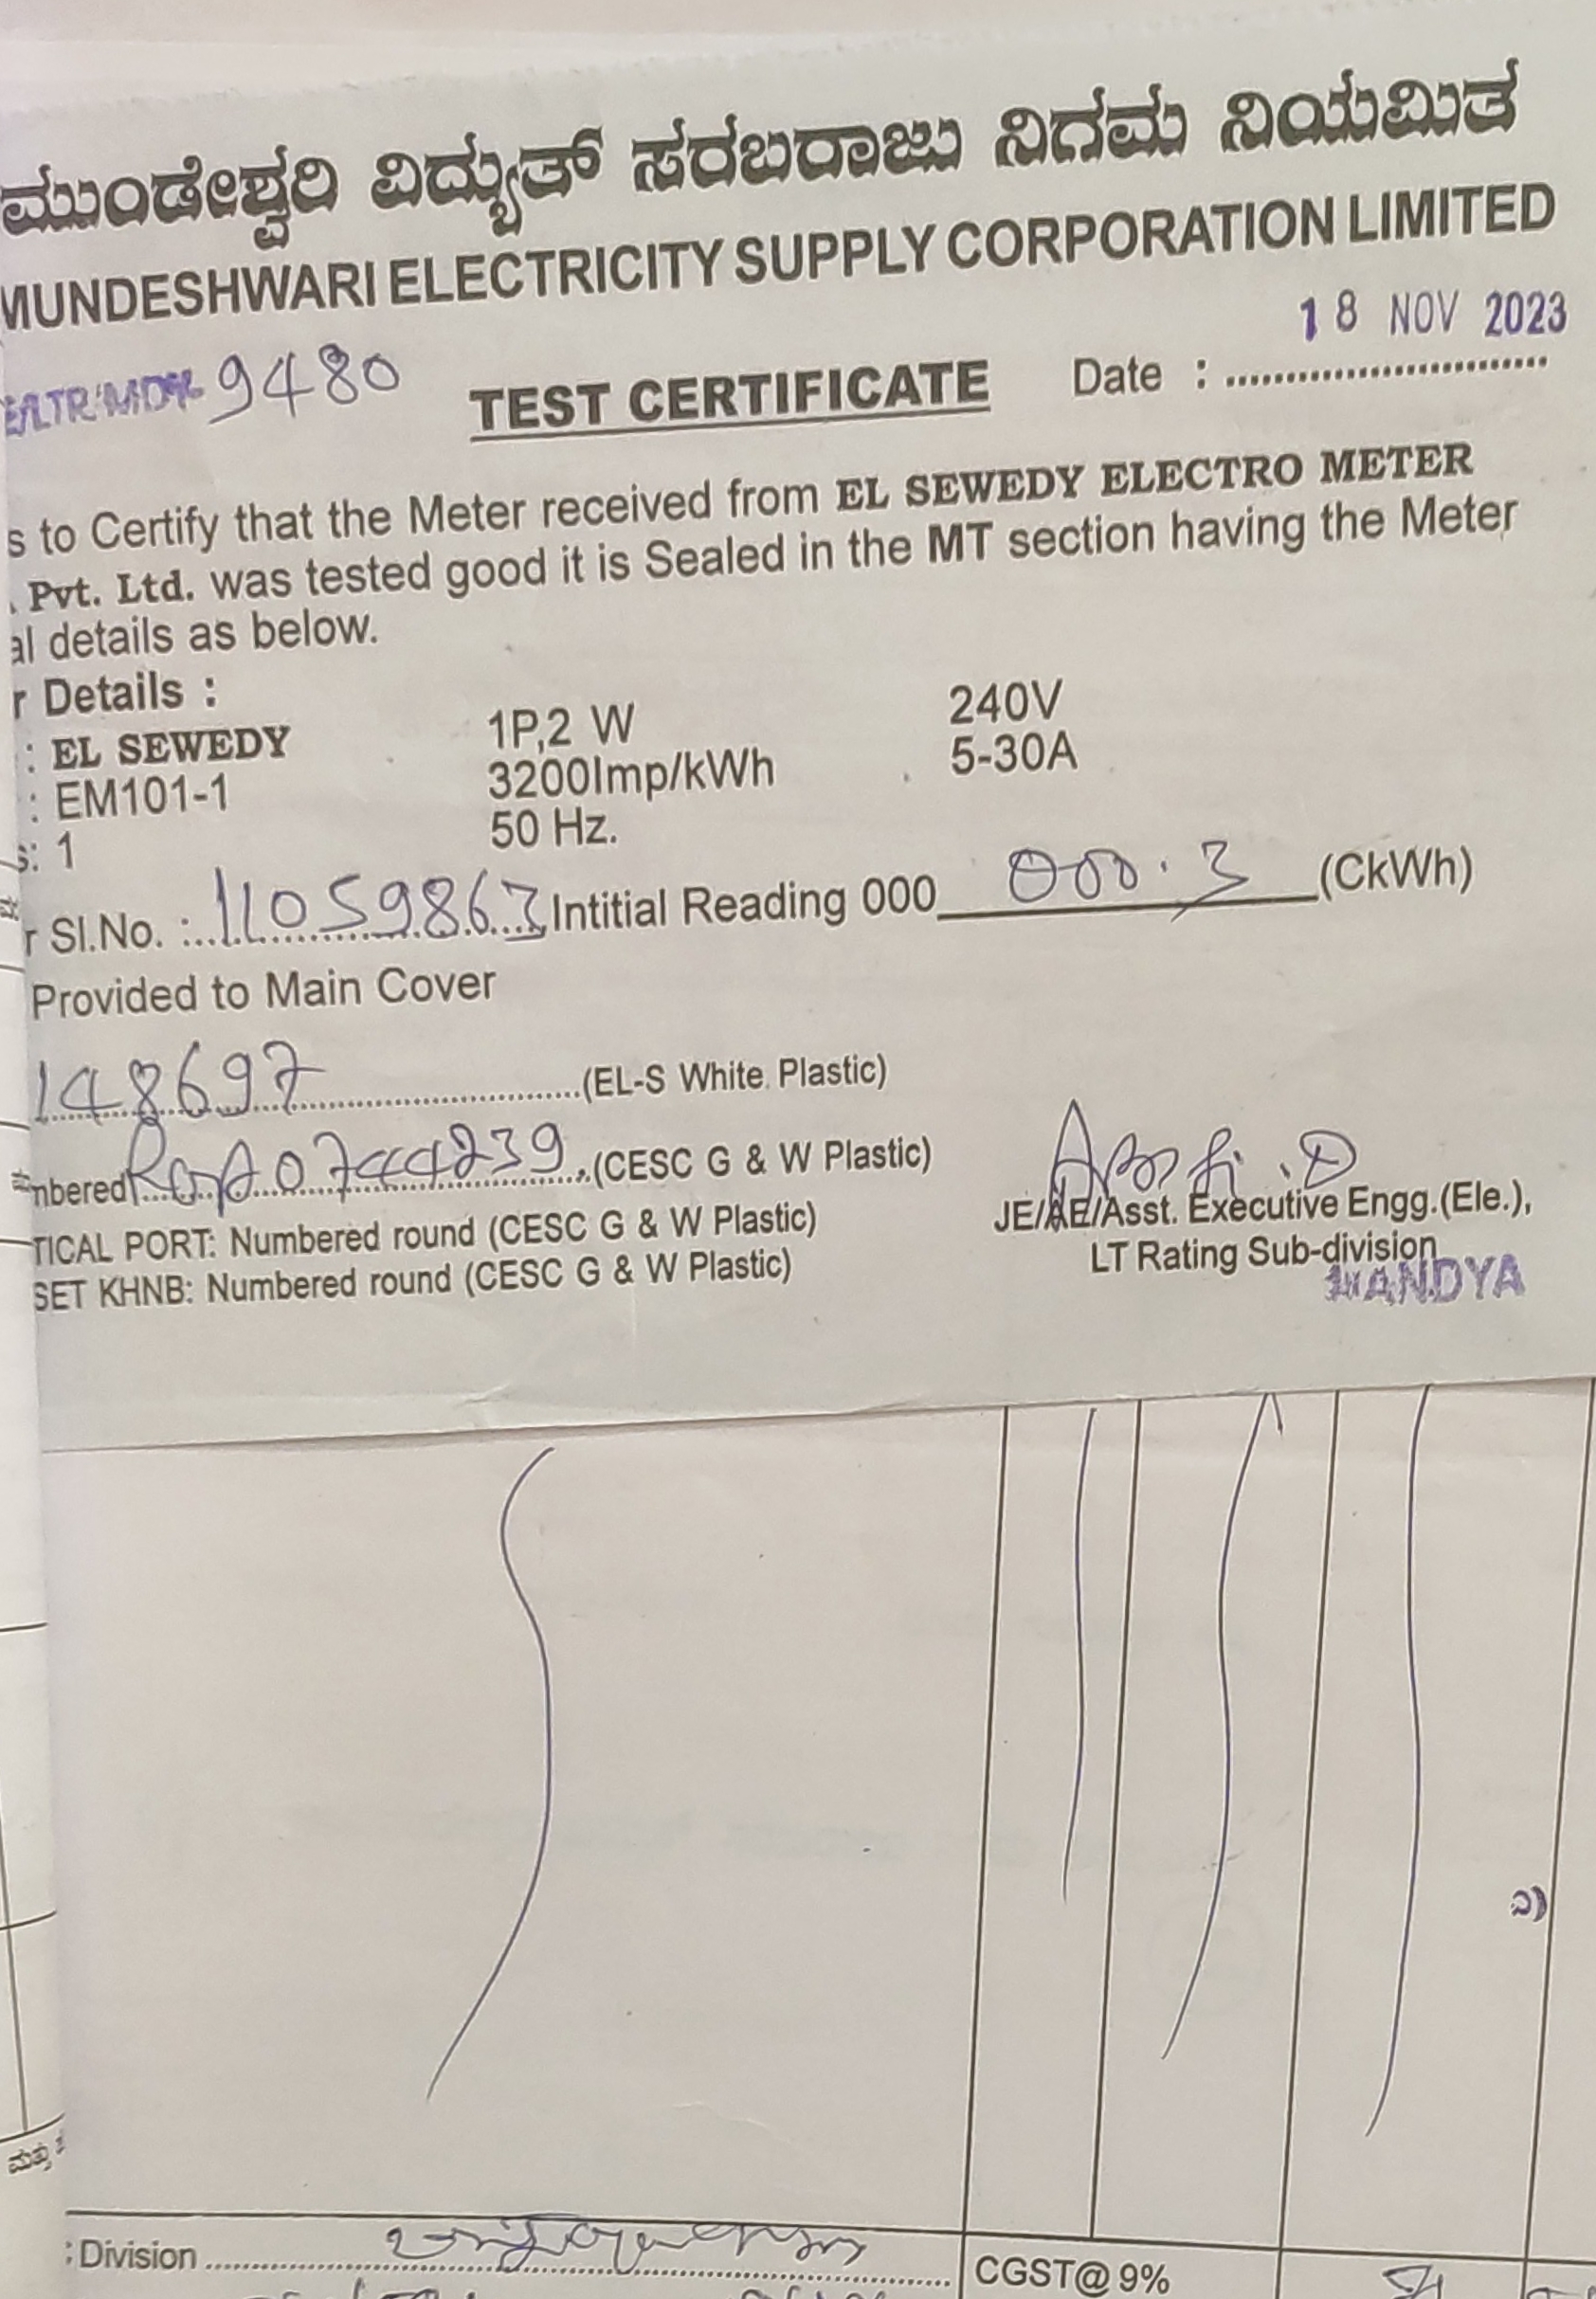 ಮುಂಡೇಶ್ವರಿ ವಿದ್ಯುತ್ ಸರಬರಾಜು ನಿಗಮ ನಿಯಮಿತ
MUNDESHWARI ELECTRICITY SUPPLY CORPORATION LIMITED
18 NOV 2023
E/LTR/MDY- 9480 TEST CERTIFICATE Date :
s to Certify that the Meter received from EL SEWEDY ELECTRO METER
Pvt. Ltd. was tested good it is Sealed in the MT section having the Meter
al details as below.
r Details :
: EL SEWEDY 1P,2 W 240V
: EM101-1 3200Imp/kWh 5-30A
s: 1 50 Hz.
r Sl.No. : 11059863 Intitial Reading 000 000.3 (CkWh)
Provided to Main Cover
148697 (EL-S White Plastic)
mbered 0744239 (CESC G & W Plastic)
TICAL PORT: Numbered round (CESC G & W Plastic)
SET KHNB: Numbered round (CESC G & W Plastic)
JE/AE/Asst. Executive Engg.(Ele.),
LT Rating Sub-division
MANDYA
ಎ)
ಮತ್ತು
: Division
CGST@ 9%